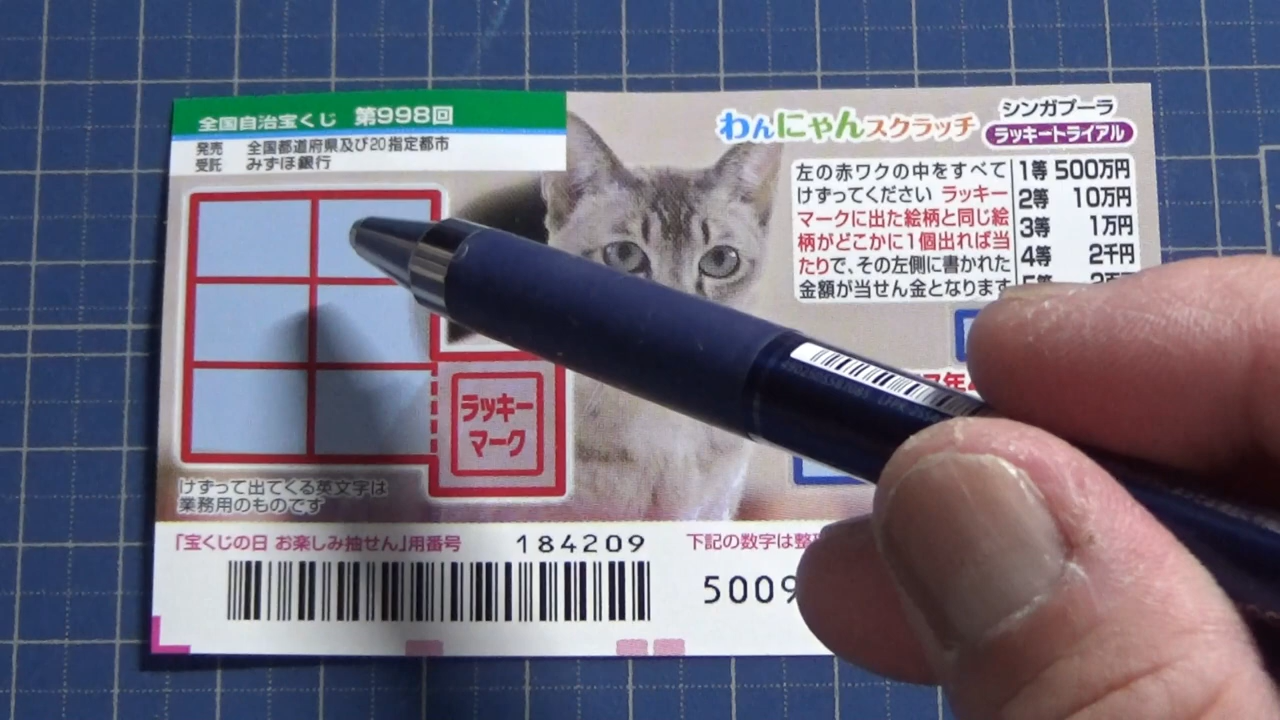 全国自治宝くじ 第998回
発売 全国都道府県及び20指定都市
受託 みずほ銀行
わんにゃんスクラッチ
シンガプーラ
ラッキートライアル
左の赤ワクの中をすべて
けずってください ラッキー
マークに出た絵柄と同じ絵
柄がどこかに1個出れば当
たりで、その左側に書かれた
金額が当せん金となります
1等 500万円
2等 10万円
3等 1万円
4等 2千円
5等
ラッキー
マーク
けずって出てくる英文字は
業務用のものです
「宝くじの日 お楽しみ抽せん」用番号 184209
下記の数字は整
5009